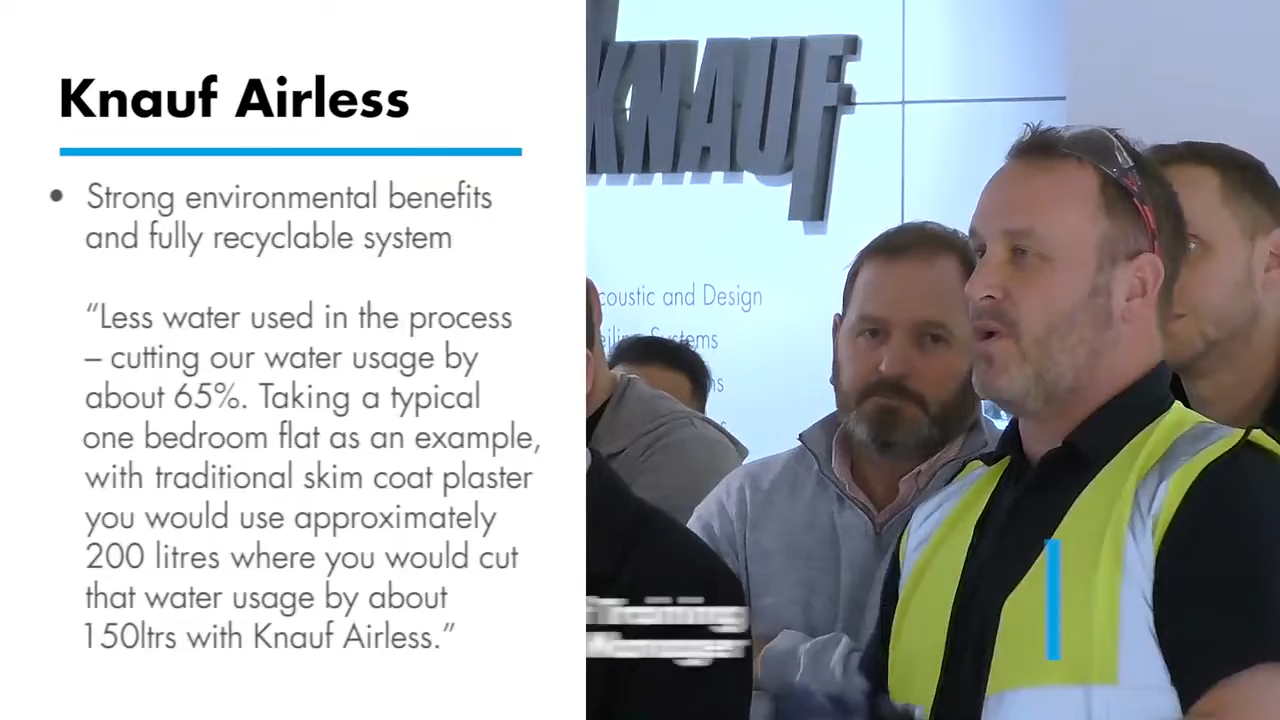 Knauf Airless
• Strong environmental benefits
and fully recyclable system
“Less water used in the process
– cutting our water usage by
about 65%. Taking a typical
one bedroom flat as an example,
with traditional skim coat plaster
you would use approximately
200 litres where you would cut
that water usage by about
150ltrs with Knauf Airless.”
KNAUF
coustic and Design
eiling Systems
Training
Manager